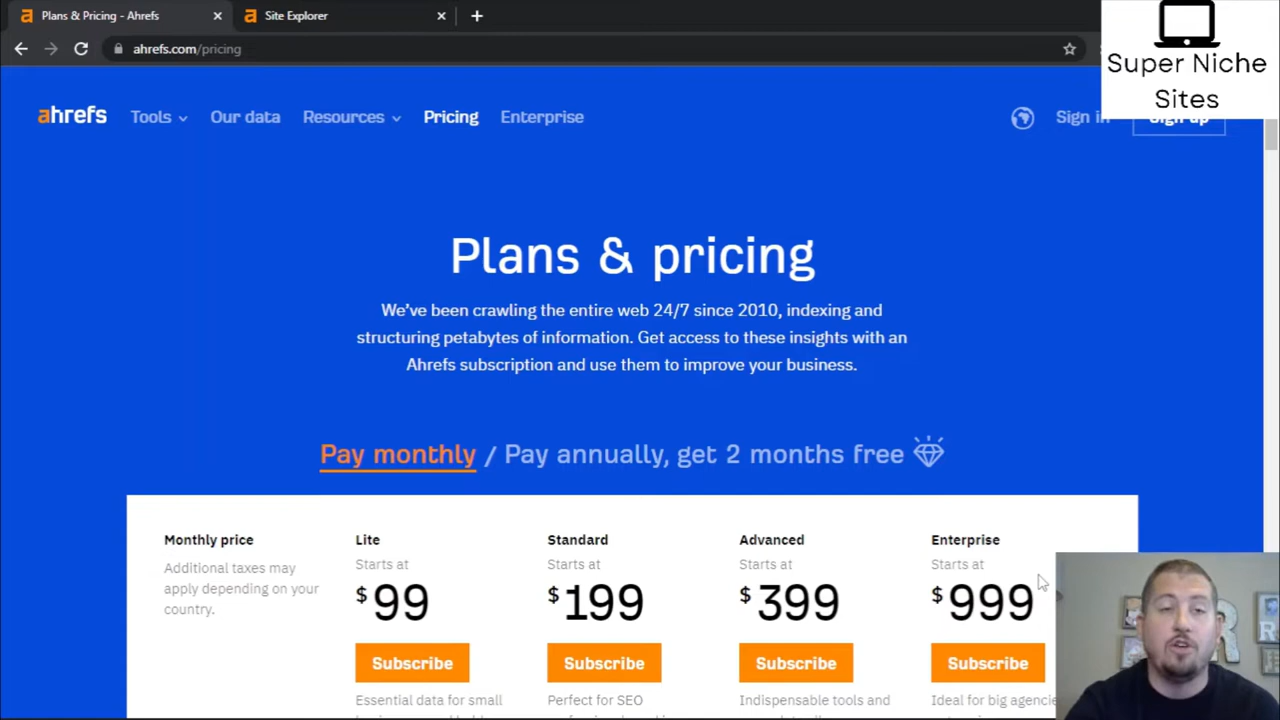 Plans & Pricing - Ahrefs
Site Explorer
ahrefs.com/pricing
Super Niche
Sites
ahrefs
Tools
Our data
Resources
Pricing
Enterprise
Sign in
Sign up
Plans & pricing
We've been crawling the entire web 24/7 since 2010, indexing and
structuring petabytes of information. Get access to these insights with an
Ahrefs subscription and use them to improve your business.
Pay monthly / Pay annually, get 2 months free
Monthly price
Additional taxes may
apply depending on your
country.
Lite
Starts at
$99
Subscribe
Essential data for small
Standard
Starts at
$199
Subscribe
Perfect for SEO
Advanced
Starts at
$399
Subscribe
Indispensable tools and
Enterprise
Starts at
$999
Subscribe
Ideal for big agencie